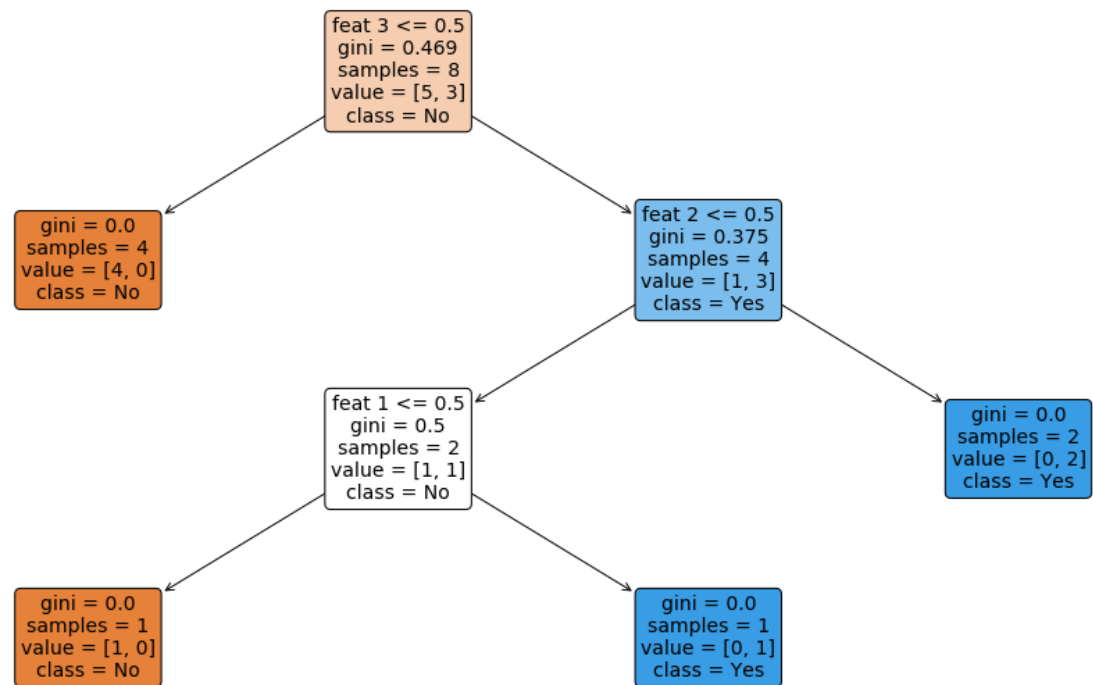 feat 3 <= 0.5
gini = 0.469
samples = 8
value = [5, 3]
class = No
gini = 0.0
samples = 4
value = [4, 0]
class = No
feat 2 <= 0.5
gini = 0.375
samples = 4
value = [1, 3]
class = Yes
feat 1 <= 0.5
gini = 0.5
samples = 2
value = [1, 1]
class = No
gini = 0.0
samples = 2
value = [0, 2]
class = Yes
gini = 0.0
samples = 1
value = [1, 0]
class = No
gini = 0.0
samples = 1
value = [0, 1]
class = Yes